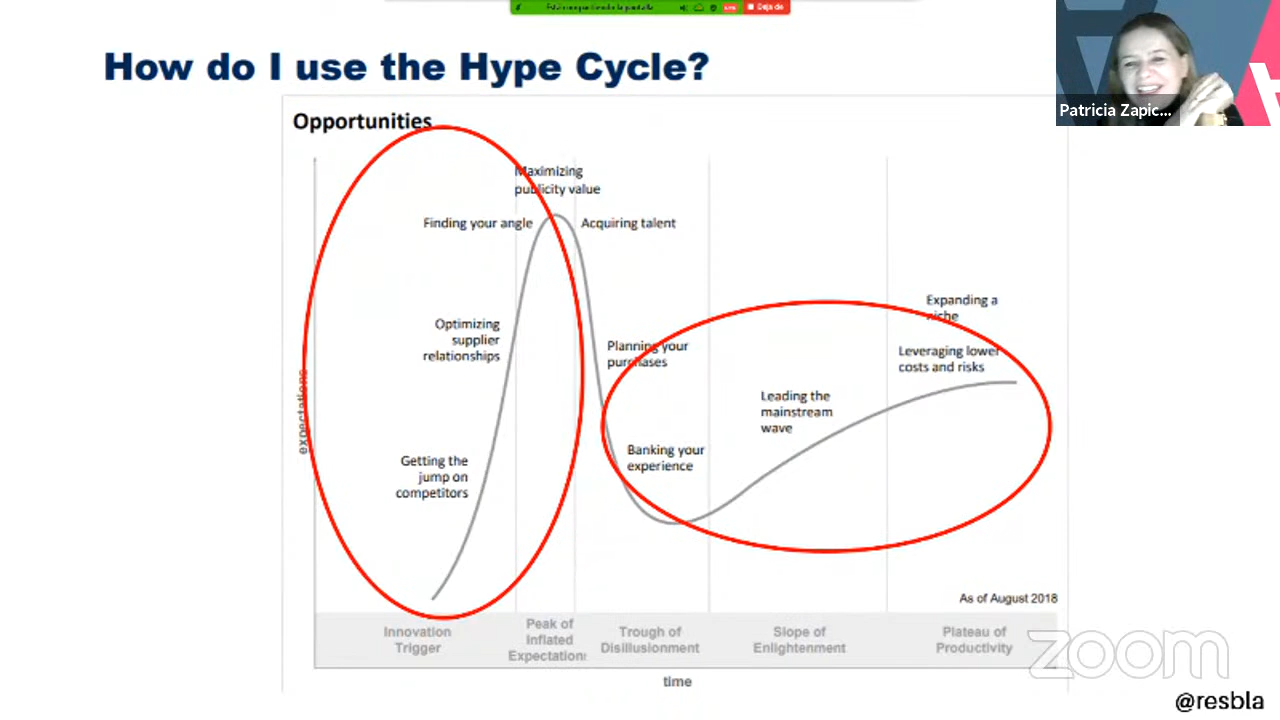 How do I use the Hype Cycle?
Patricia Zapic...
Opportunities
Maximizing
publicity value
Finding your angle
Acquiring talent
Optimizing
supplier
relationships
Getting the
jump on
competitors
Planning your
purchases
Banking your
experience
Leading the
mainstream
wave
Expanding a
niche
Leveraging lower
costs and risks
expectations
As of August 2018
Innovation
Trigger
Peak of
Inflated
Expectations
Trough of
Disillusionment
Slope of
Enlightenment
Plateau of
Productivity
time
zoom
@resbla